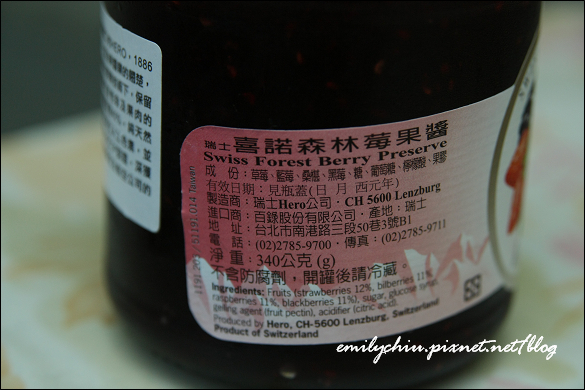 HERO，1886
瑞士 喜諾森林莓果醬
Swiss Forest Berry Preserve
成 份：草莓、藍莓、桑椹、黑莓、糖、葡萄糖、檸檬酸、果膠
有效日期：見瓶蓋(日 月 西元年)
製造商：瑞士Hero公司．CH 5600 Lenzburg
進口商：百錄股份有限公司．產地：瑞士
地 址：台北市南港路三段50巷3號B1
電 話：(02)2785-9700．傳真：(02)2785-9711
淨 重：340公克(g)
不含防腐劑，開罐後請冷藏。
Ingredients: Fruits (strawberries 12%, bilberries 11%,
raspberries 11%, blackberries 11%), sugar, glucose syrup,
gelling agent (fruit pectin), acidifier (citric acid).
Produced by Hero, CH-5600 Lenzburg, Switzerland
Product of Switzerland
emilychiu.pixnet.net/blog